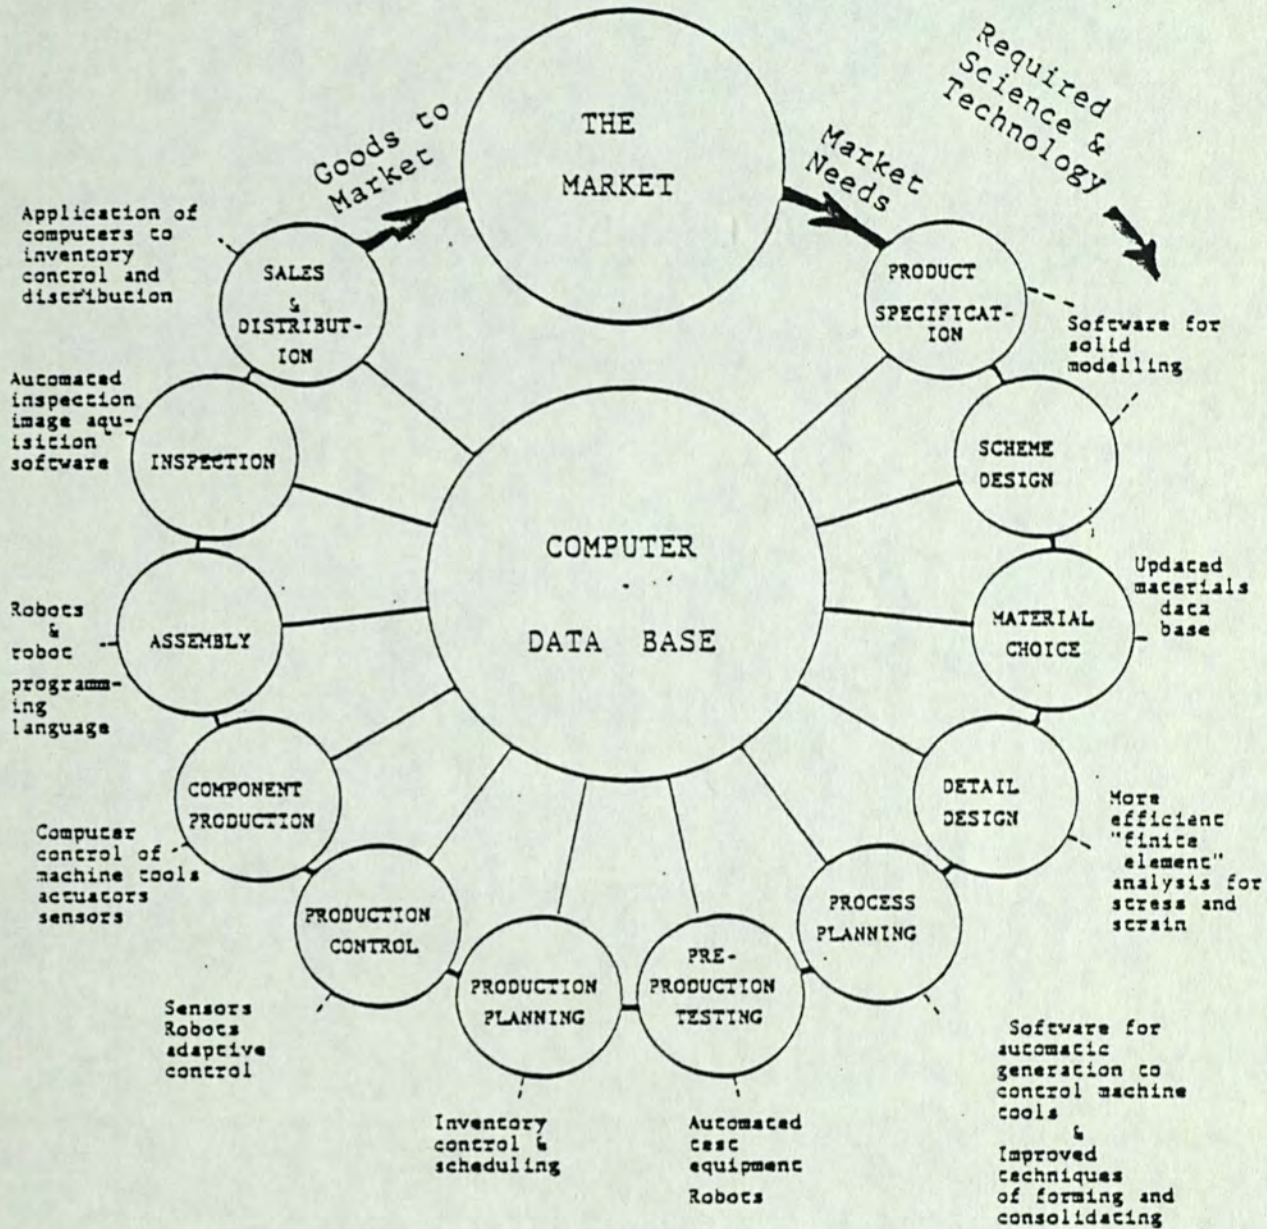 THE
MARKET
Required
Science &
Technology
Goods to
Market
Market
Needs
Application of
computers to
inventory
control and
distribution
SALES
&
DISTRIBUT-
ION
PRODUCT
SPECIFICAT-
ION
Software for
solid
modelling
Automated
inspection
image aqu-
isition
software
INSPECTION
SCHEME
DESIGN
COMPUTER
DATA BASE
Updated
materials
data
base
MATERIAL
CHOICE
Robots
&
robot
programm-
ing
language
ASSEMBLY
DETAIL
DESIGN
More
efficient
"finite
element"
analysis for
stress and
strain
COMPONENT
PRODUCTION
Computer
control of
machine tools
actuators
sensors
PROCESS
PLANNING
PRODUCTION
CONTROL
PRE-
PRODUCTION
TESTING
PRODUCTION
PLANNING
Sensors
Robots
adaptive
control
Software for
automatic
generation to
control machine
tools
&
Improved
techniques
of forming and
consolidating
Inventory
control &
scheduling
Automated
test
equipment
Robots